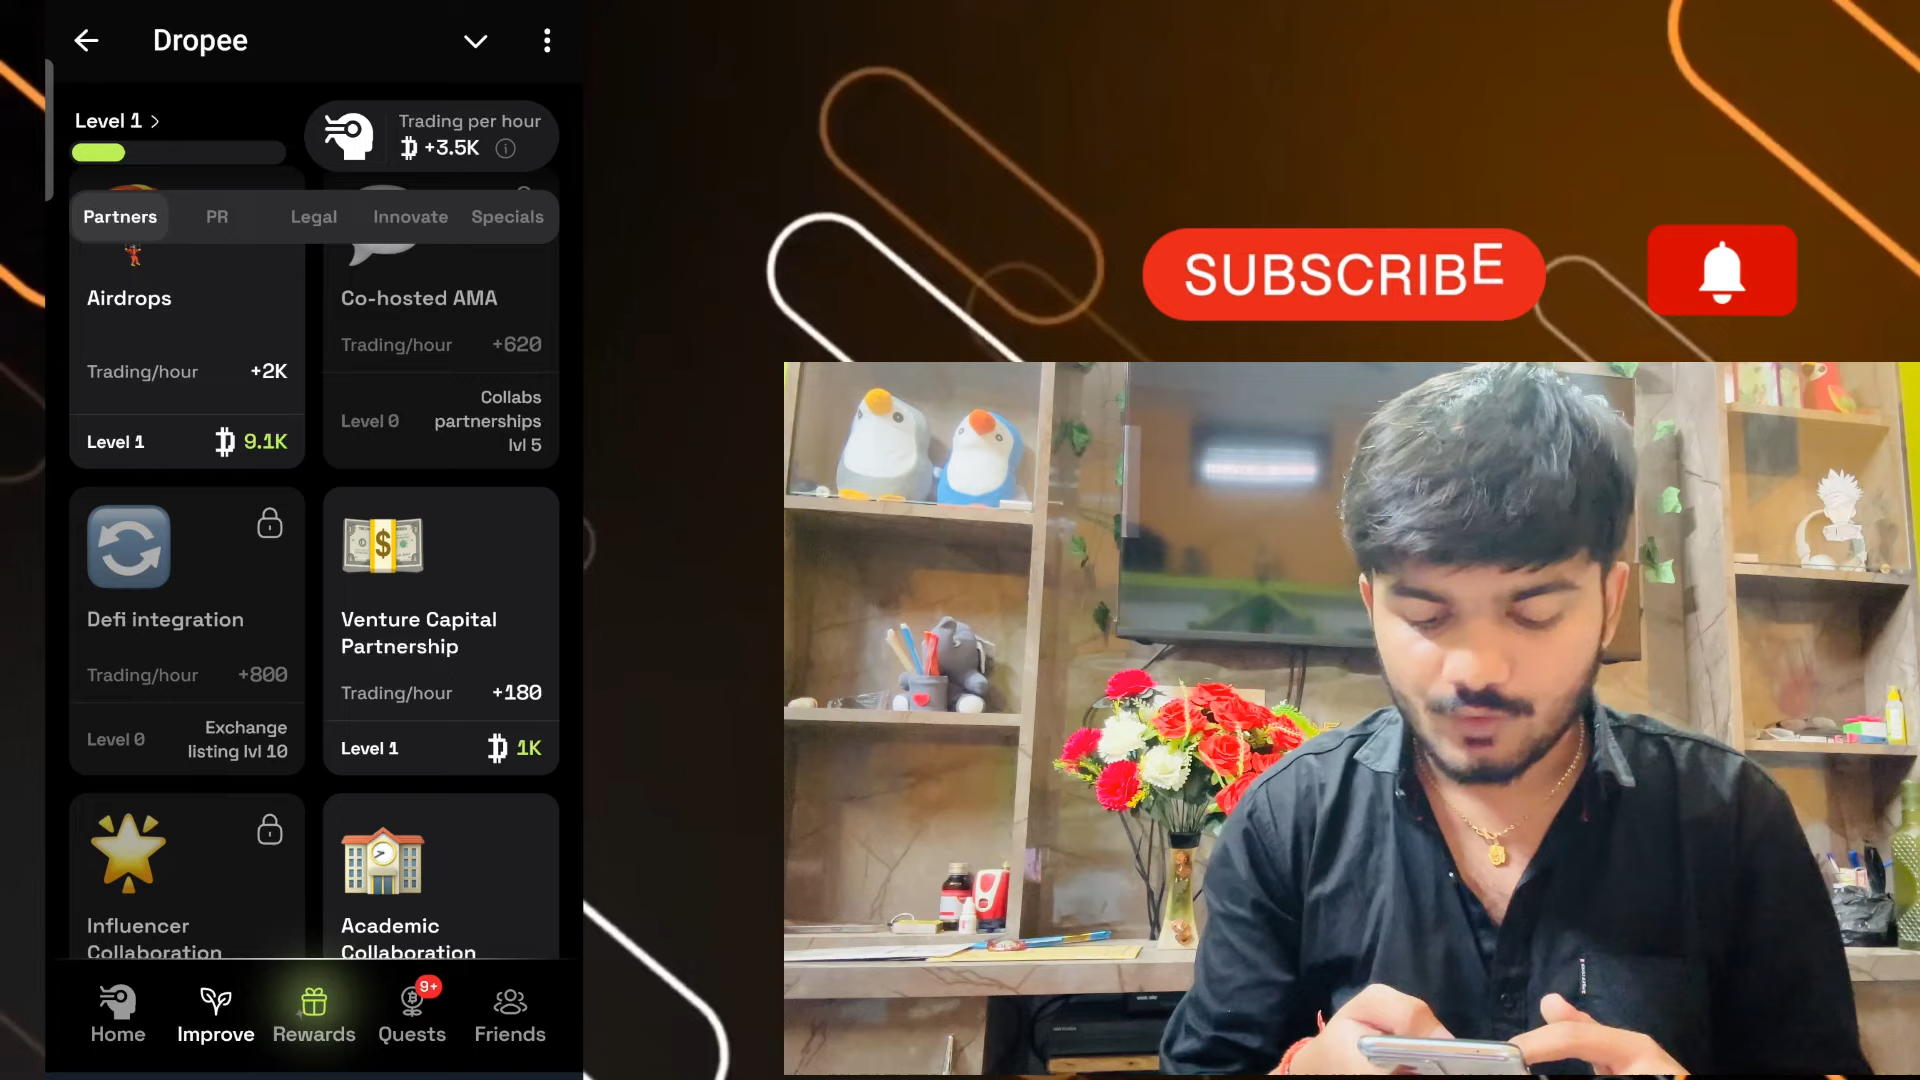 Dropee
Level 1 >
Trading per hour
+3.5K
Partners PR Legal Innovate Specials
Airdrops
Trading/hour +2K
Level 1 9.1K
Co-hosted AMA
Trading/hour +620
Level 0 Collabs
partnerships
lvl 5
Defi integration
Trading/hour +800
Level 0 Exchange
listing lvl 10
Venture Capital
Partnership
Trading/hour +180
Level 1 1K
Influencer
Collaboration
Academic
Collaboration
Home
Improve
Rewards
9+
Quests
Friends
SUBSCRIBE